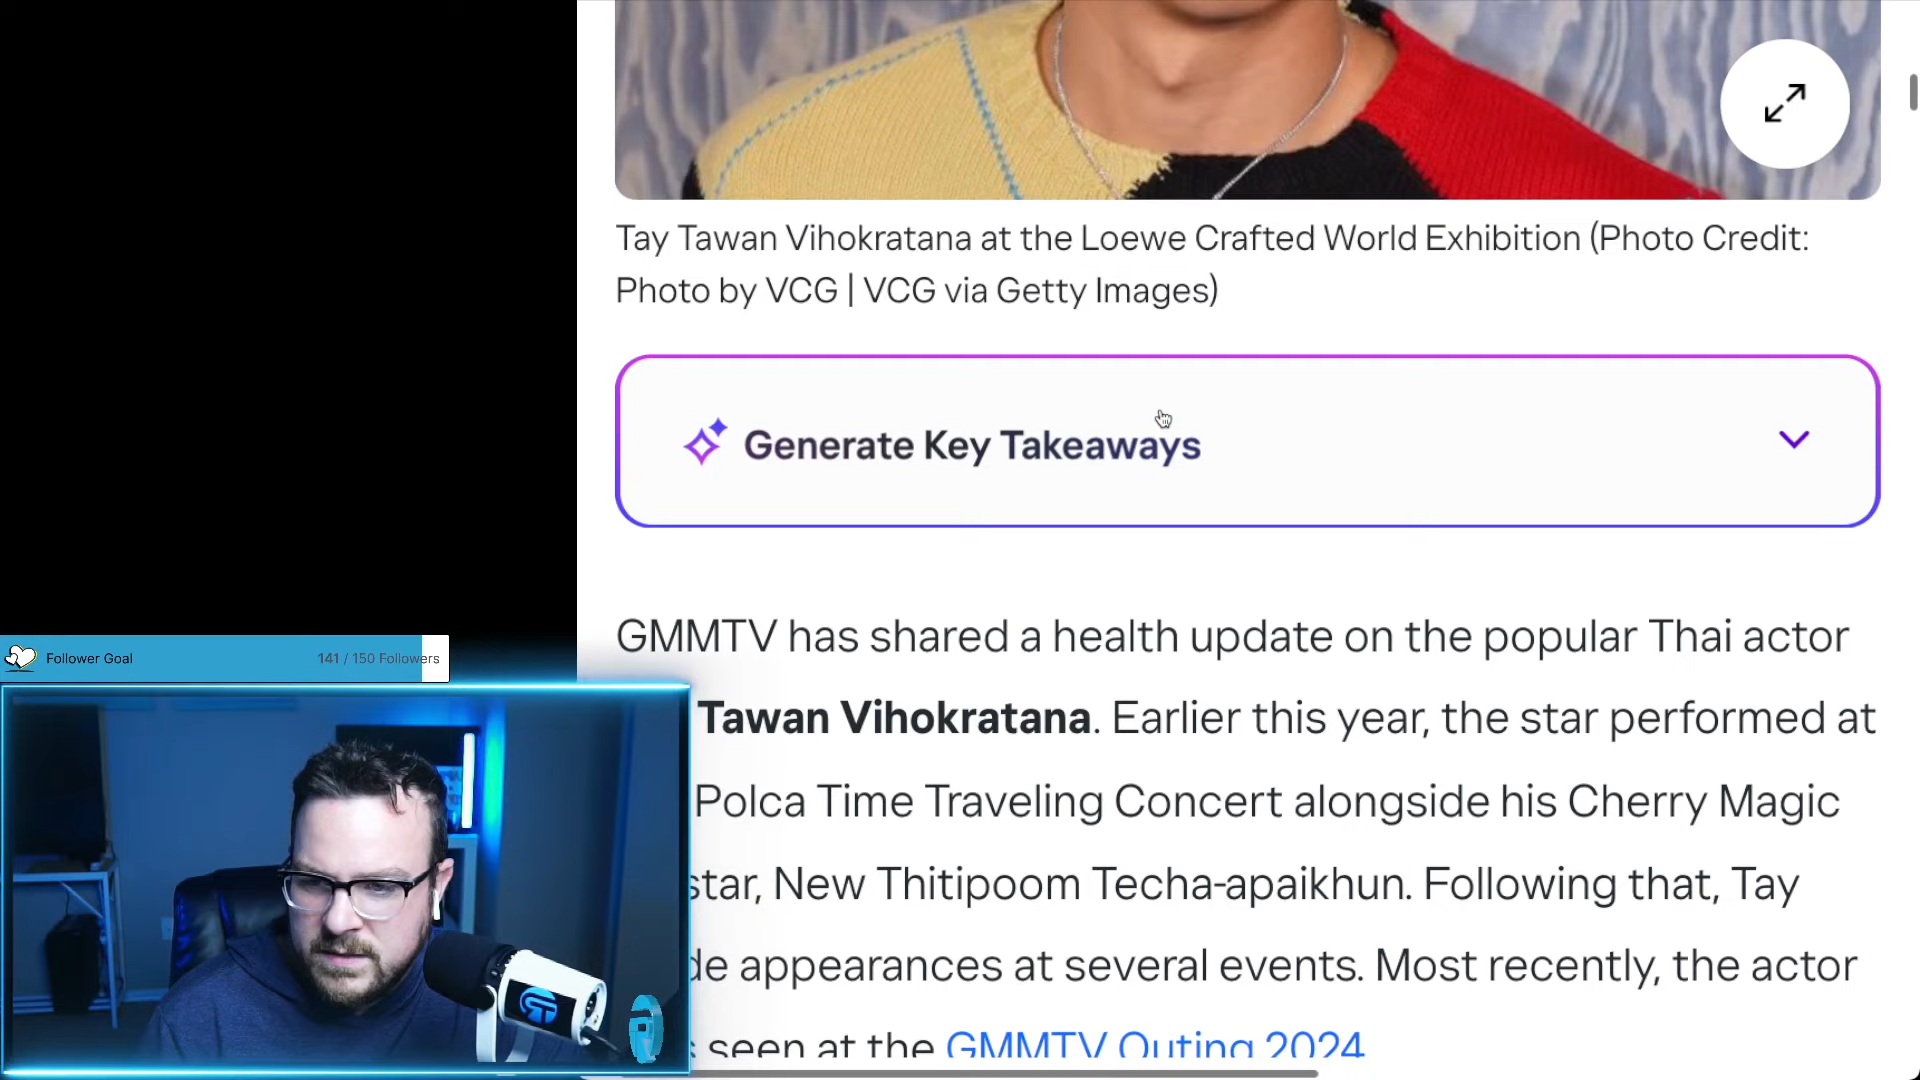 Tay Tawan Vihokratana at the Loewe Crafted World Exhibition (Photo Credit:
Photo by VCG | VCG via Getty Images)
Generate Key Takeaways
GMMTV has shared a health update on the popular Thai actor
Tawan Vihokratana. Earlier this year, the star performed at
Polca Time Traveling Concert alongside his Cherry Magic
star, New Thitipoom Techa-apaikhun. Following that, Tay
de appearances at several events. Most recently, the actor
s seen at the GMMTV Outing 2024
Follower Goal
141 / 150 Followers